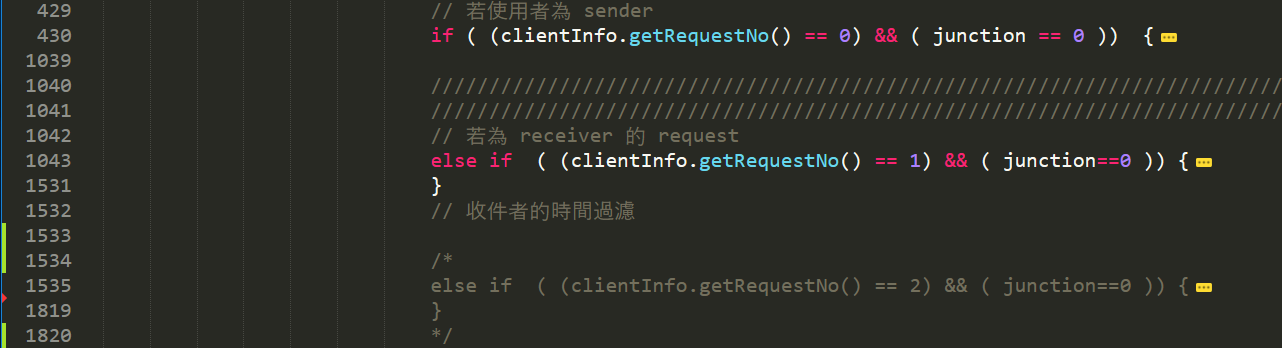 429 // 若使用者為 sender
430 if ( (clientInfo.getRequestNo() == 0) && ( junction == 0 ))  {
1039
1040 //////////////////////////////////////////////////////////////////////////
1041 //////////////////////////////////////////////////////////////////////////
1042 // 若為 receiver 的 request
1043 else if  ( (clientInfo.getRequestNo() == 1) && ( junction==0 )) {
1531 }
1532 // 收件者的時間過濾
1533
1534 /*
1535 else if  ( (clientInfo.getRequestNo() == 2) && ( junction==0 )) {
1819 }
1820 */